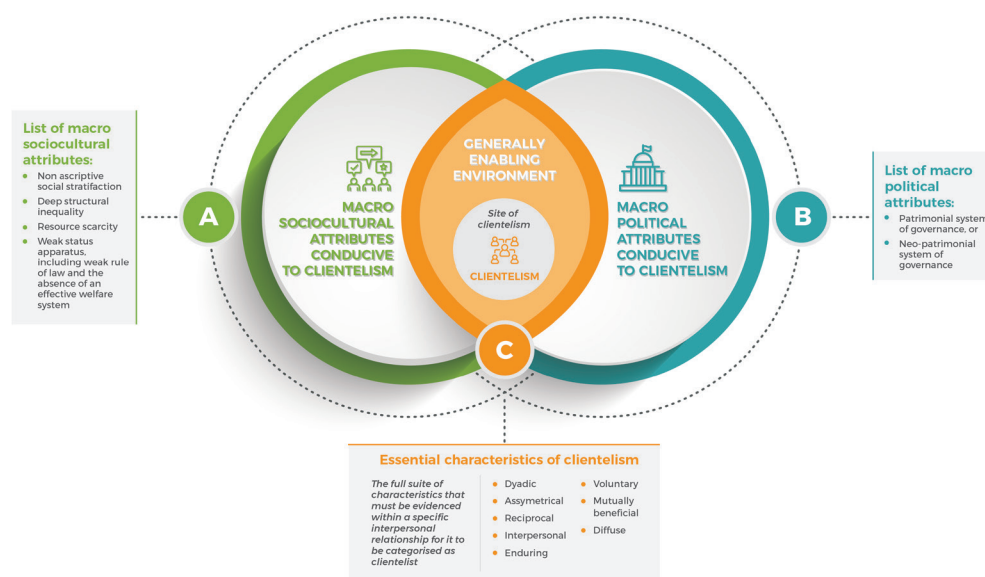 List of macro
sociocultural
attributes:
Non ascriptive
social stratifaction
Deep structural
inequality
Resource scarcity
Weak status
apparatus,
including weak rule
of law and the
absence of an
effective welfare
system
A
MACRO
SOCIOCULTURAL
ATTRIBUTES
CONDUCIVE
TO CLIENTELISM
GENERALLY
ENABLING
ENVIRONMENT
Site of
clientelism
CLIENTELISM
MACRO
POLITICAL
ATTRIBUTES
CONDUCIVE
TO CLIENTELISM
B
List of macro
political
attributes:
Patrimonial system
of governance, or
Neo-patrimonial
system of
governance
C
Essential characteristics of clientelism
The full suite of
characteristics that
must be evidenced
within a specific
interpersonal
relationship for it to
be categorised as
clientelist
Dyadic
Assymetrical
Reciprocal
Interpersonal
Enduring
Voluntary
Mutually
beneficial
Diffuse